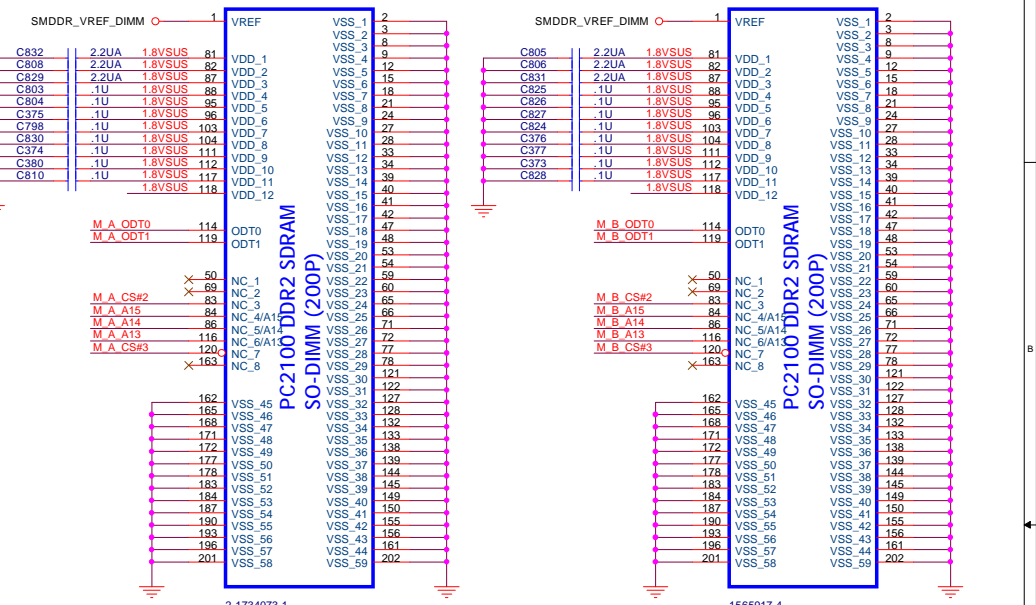 SMDDR_VREF_DIMM 1 VREF
C832 2.2UA 1.8VSUS 81 VDD_1
C808 2.2UA 1.8VSUS 82 VDD_2
C829 2.2UA 1.8VSUS 87 VDD_3
C803 .1U 1.8VSUS 88 VDD_4
C804 .1U 1.8VSUS 95 VDD_5
C375 .1U 1.8VSUS 96 VDD_6
C798 .1U 1.8VSUS 103 VDD_7
C830 .1U 1.8VSUS 104 VDD_8
C374 .1U 1.8VSUS 111 VDD_9
C380 .1U 1.8VSUS 112 VDD_10
C810 .1U 1.8VSUS 117 VDD_11
1.8VSUS 118 VDD_12
M_A_ODT0 114 ODT0
M_A_ODT1 119 ODT1
50 NC_1
69 NC_2
M_A_CS#2 83 NC_3
M_A_A15 84 NC_4/A15
M_A_A14 86 NC_5/A14
M_A_A13 116 NC_6/A13
M_A_CS#3 120 NC_7
163 NC_8
162 VSS_45
165 VSS_46
168 VSS_47
171 VSS_48
172 VSS_49
177 VSS_50
178 VSS_51
183 VSS_52
184 VSS_53
187 VSS_54
190 VSS_55
193 VSS_56
196 VSS_57
201 VSS_58
PC2100 DDR2 SDRAM
SO-DIMM (200P)
VSS_1 2
VSS_2 3
VSS_3 8
VSS_4 9
VSS_5 12
VSS_6 15
VSS_7 18
VSS_8 21
VSS_9 24
VSS_10 27
VSS_11 28
VSS_12 33
VSS_13 34
VSS_14 39
VSS_15 40
VSS_16 41
VSS_17 42
VSS_18 47
VSS_19 48
VSS_20 53
VSS_21 54
VSS_22 59
VSS_23 60
VSS_24 65
VSS_25 66
VSS_26 71
VSS_27 72
VSS_28 77
VSS_29 78
VSS_30 121
VSS_31 122
VSS_32 127
VSS_33 128
VSS_34 132
VSS_35 133
VSS_36 138
VSS_37 139
VSS_38 144
VSS_39 145
VSS_40 149
VSS_41 150
VSS_42 155
VSS_43 156
VSS_44 161
VSS_59 202
SMDDR_VREF_DIMM 1 VREF
C805 2.2UA 1.8VSUS 81 VDD_1
C806 2.2UA 1.8VSUS 82 VDD_2
C831 2.2UA 1.8VSUS 87 VDD_3
C825 .1U 1.8VSUS 88 VDD_4
C826 .1U 1.8VSUS 95 VDD_5
C827 .1U 1.8VSUS 96 VDD_6
C824 .1U 1.8VSUS 103 VDD_7
C376 .1U 1.8VSUS 104 VDD_8
C377 .1U 1.8VSUS 111 VDD_9
C373 .1U 1.8VSUS 112 VDD_10
C828 .1U 1.8VSUS 117 VDD_11
1.8VSUS 118 VDD_12
M_B_ODT0 114 ODT0
M_B_ODT1 119 ODT1
50 NC_1
69 NC_2
M_B_CS#2 83 NC_3
M_B_A15 84 NC_4/A15
M_B_A14 86 NC_5/A14
M_B_A13 116 NC_6/A13
M_B_CS#3 120 NC_7
163 NC_8
162 VSS_45
165 VSS_46
168 VSS_47
171 VSS_48
172 VSS_49
177 VSS_50
178 VSS_51
183 VSS_52
184 VSS_53
187 VSS_54
190 VSS_55
193 VSS_56
196 VSS_57
201 VSS_58
PC2100 DDR2 SDRAM
SO-DIMM (200P)
VSS_1 2
VSS_2 3
VSS_3 8
VSS_4 9
VSS_5 12
VSS_6 15
VSS_7 18
VSS_8 21
VSS_9 24
VSS_10 27
VSS_11 28
VSS_12 33
VSS_13 34
VSS_14 39
VSS_15 40
VSS_16 41
VSS_17 42
VSS_18 47
VSS_19 48
VSS_20 53
VSS_21 54
VSS_22 59
VSS_23 60
VSS_24 65
VSS_25 66
VSS_26 71
VSS_27 72
VSS_28 77
VSS_29 78
VSS_30 121
VSS_31 122
VSS_32 127
VSS_33 128
VSS_34 132
VSS_35 133
VSS_36 138
VSS_37 139
VSS_38 144
VSS_39 145
VSS_40 149
VSS_41 150
VSS_42 155
VSS_43 156
VSS_44 161
VSS_59 202
B